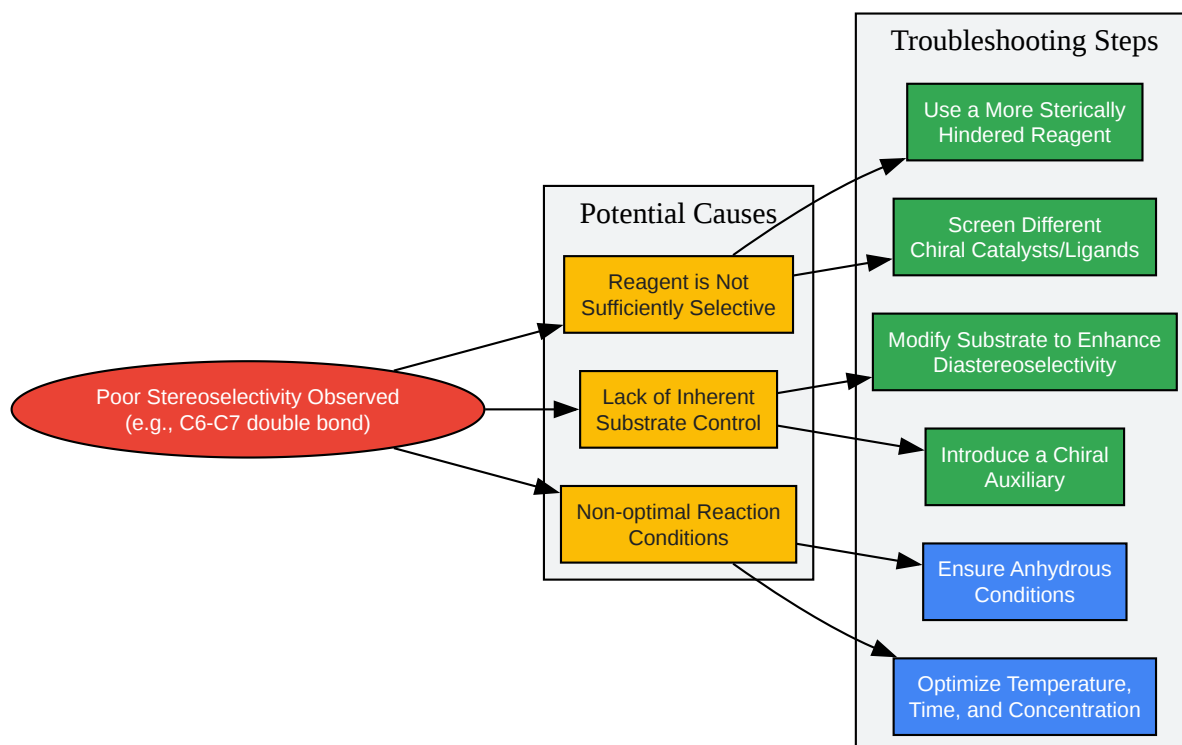 Poor Stereoselectivity Observed
(e.g., C6-C7 double bond)
Potential Causes
Reagent is Not
Sufficiently Selective
Lack of Inherent
Substrate Control
Non-optimal Reaction
Conditions
Troubleshooting Steps
Use a More Sterically
Hindered Reagent
Screen Different
Chiral Catalysts/Ligands
Modify Substrate to Enhance
Diastereoselectivity
Introduce a Chiral
Auxiliary
Ensure Anhydrous
Conditions
Optimize Temperature,
Time, and Concentration